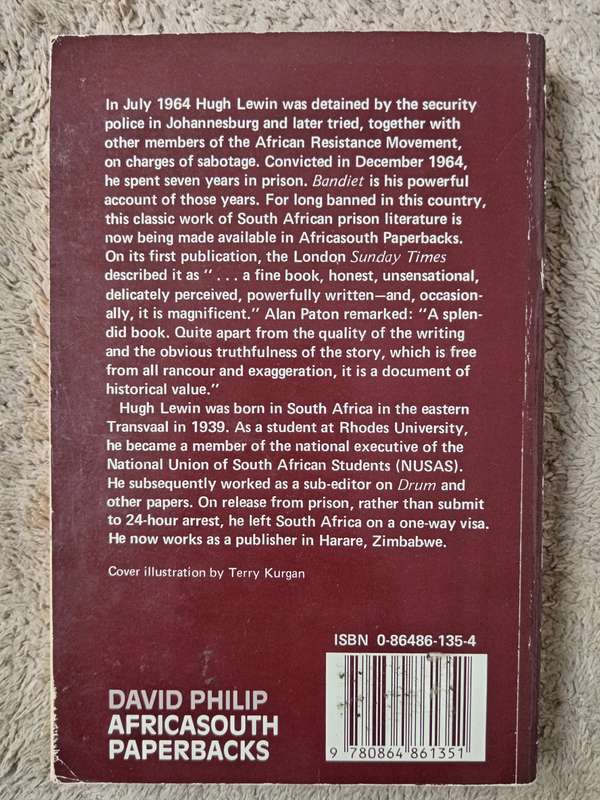 In July 1964 Hugh Lewin was detained by the security
police in Johannesburg and later tried, together with
other members of the African Resistance Movement,
on charges of sabotage. Convicted in December 1964,
he spent seven years in prison. Bandiet is his powerful
account of those years. For long banned in this country,
this classic work of South African prison literature is
now being made available in Africasouth Paperbacks.
On its first publication, the London Sunday Times
described it as “ . . . a fine book, honest, unsensational,
delicately perceived, powerfully written—and, occasion-
ally, it is magnificent.” Alan Paton remarked: “A splen-
did book. Quite apart from the quality of the writing
and the obvious truthfulness of the story, which is free
from all rancour and exaggeration, it is a document of
historical value.”
Hugh Lewin was born in South Africa in the eastern
Transvaal in 1939. As a student at Rhodes University,
he became a member of the national executive of the
National Union of South African Students (NUSAS).
He subsequently worked as a sub-editor on Drum and
other papers. On release from prison, rather than submit
to 24-hour arrest, he left South Africa on a one-way visa.
He now works as a publisher in Harare, Zimbabwe.
Cover illustration by Terry Kurgan
ISBN 0-86486-135-4
9 780864 861351
DAVID PHILIP
AFRICASOUTH
PAPERBACKS